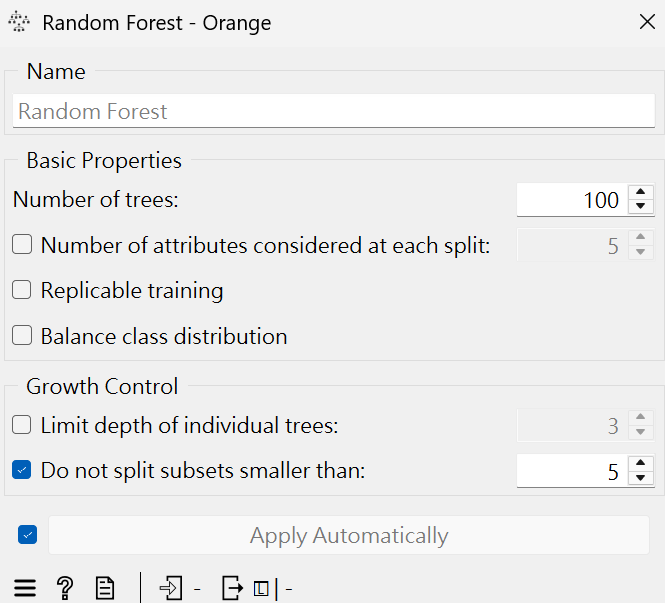 Random Forest - Orange
Name
Random Forest
Basic Properties
Number of trees: 100
Number of attributes considered at each split: 5
Replicable training
Balance class distribution
Growth Control
Limit depth of individual trees: 3
Do not split subsets smaller than: 5
Apply Automatically
? - | -